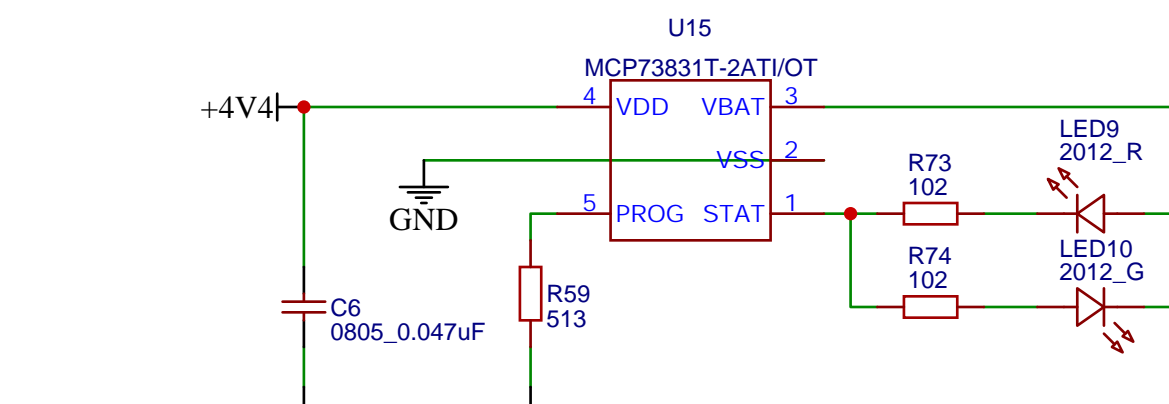 U15
MCP73831T-2ATI/OT
+4V4
4
VDD
VBAT
3
VSS
2
GND
5
PROG
STAT
1
R73
102
LED9
2012_R
R74
102
LED10
2012_G
C6
0805_0.047uF
R59
513